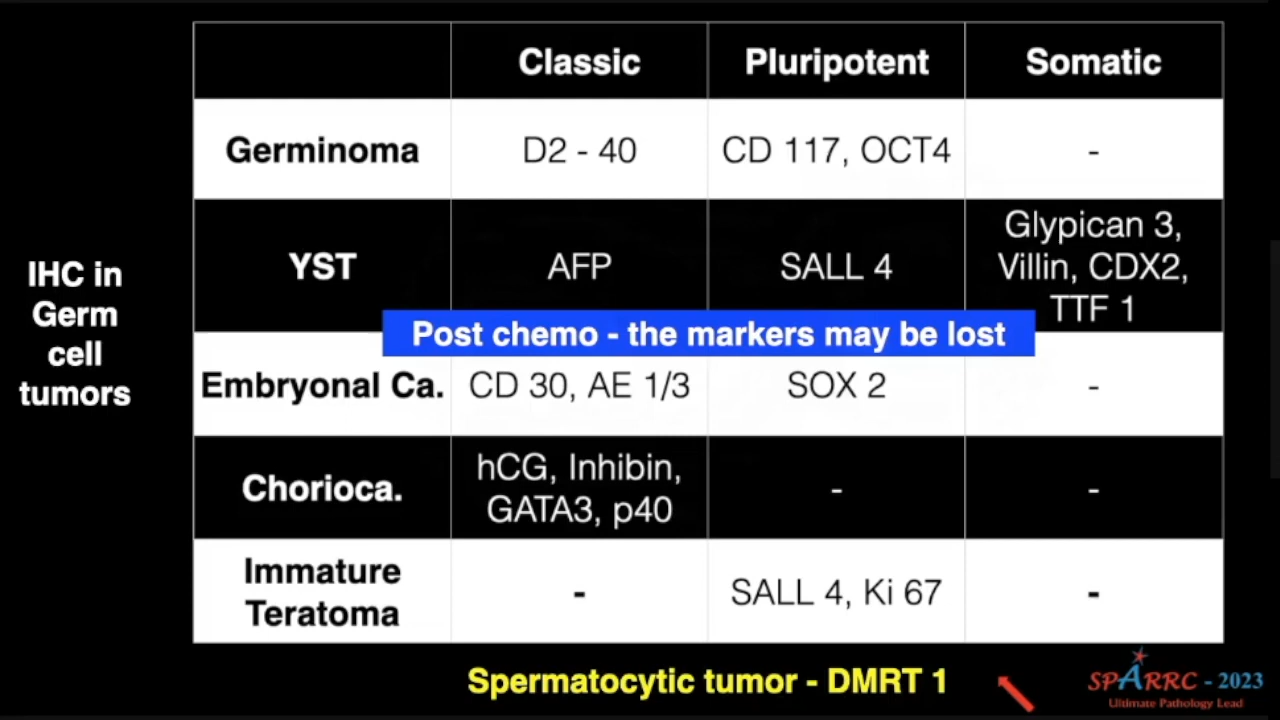 Classic Pluripotent Somatic
Germinoma D2 - 40 CD 117, OCT4 -
IHC in
Germ
cell
tumors
YST AFP SALL 4 Glypican 3,
Villin, CDX2,
TTF 1
Post chemo - the markers may be lost
Embryonal Ca. CD 30, AE 1/3 SOX 2 -
Chorioca. hCG, Inhibin,
GATA3, p40 - -
Immature
Teratoma - SALL 4, Ki 67 -
Spermatocytic tumor - DMRT 1
SPARRC - 2023
Ultimate Pathology Lead